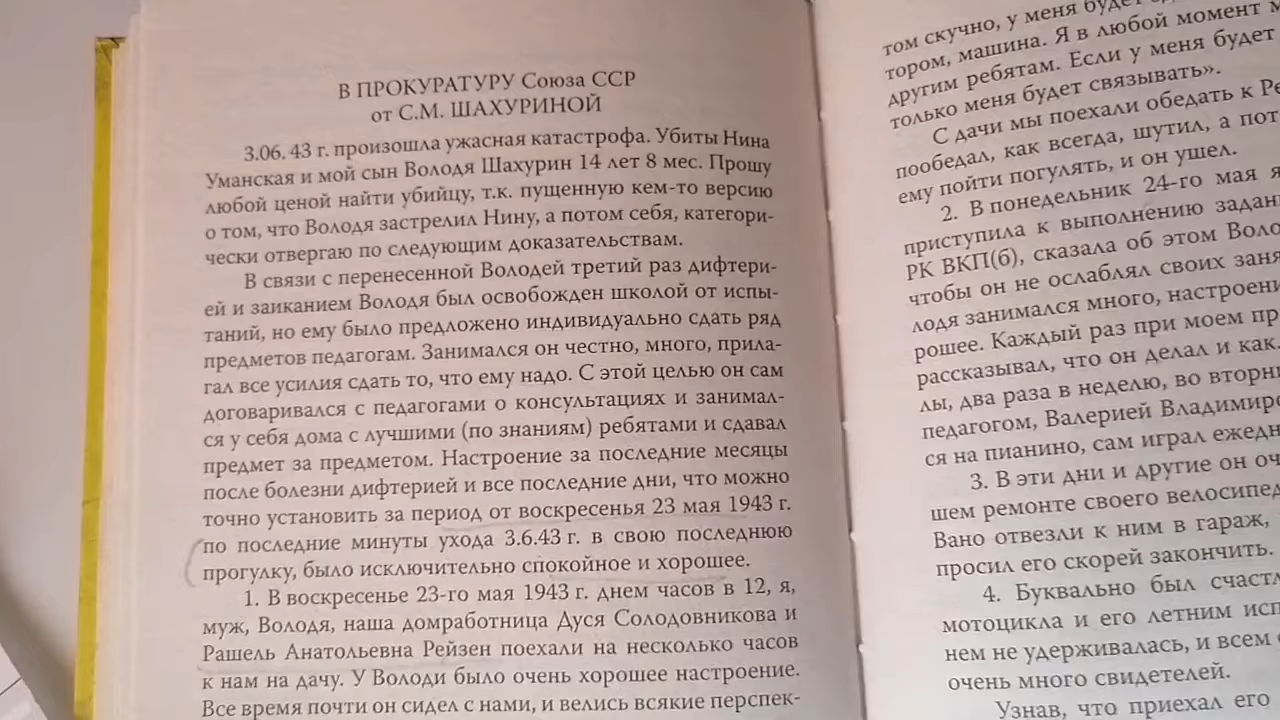 В ПРОКУРАТУРУ Союза ССР
от С.М. ШАХУРИНОЙ
3.06. 43 г. произошла ужасная катастрофа. Убиты Нина
Уманская и мой сын Володя Шахурин 14 лет 8 мес. Прошу
любой ценой найти убийцу, т.к. пущенную кем-то версию
о том, что Володя застрелил Нину, а потом себя, категори-
чески отвергаю по следующим доказательствам.
В связи с перенесенной Володей третий раз дифтери-
ей и заиканием Володя был освобожден школой от испы-
таний, но ему было предложено индивидуально сдать ряд
предметов педагогам. Занимался он честно, много, прила-
гал все усилия сдать то, что ему надо. С этой целью он сам
договаривался с педагогами о консультациях и занимал-
ся у себя дома с лучшими (по знаниям) ребятами и сдавал
предмет за предметом. Настроение за последние месяцы
после болезни дифтерией и все последние дни, что можно
точно установить за период от воскресенья 23 мая 1943 г.
по последние минуты ухода 3.6.43 г. в свою последнюю
прогулку, было исключительно спокойное и хорошее.
1. В воскресенье 23-го мая 1943 г. днем часов в 12, я,
муж, Володя, наша домработница Дуся Солодовникова и
Рашель Анатольевна Рейзен поехали на несколько часов
к нам на дачу. У Володи было очень хорошее настроение.
Все время почти он сидел с нами, и велись всякие перспек-
том скучно, у меня будет
тором, машина. Я в любой момент
другим ребятам. Если у меня будет
только меня будет связывать».
С дачи мы поехали обедать к
пообедал, как всегда, шутил, а
ему пойти погулять, и он ушел.
2. В понедельник 24-го мая я
приступила к выполнению
РК ВКП(б), сказала об этом
чтобы он не ослаблял своих
лодя занимался много,
рошее. Каждый раз при моем
рассказывал, что он делал и как.
лы, два раза в неделю, во
педагогом, Валерией
ся на пианино, сам играл
3. В эти дни и другие он
шем ремонте своего
Вано отвезли к ним в гараж,
просил его скорей закончить.
4. Буквально был
мотоцикла и его летним
нем не удерживалась, и всем
очень много свидетелей.
Узнав, что приехал его